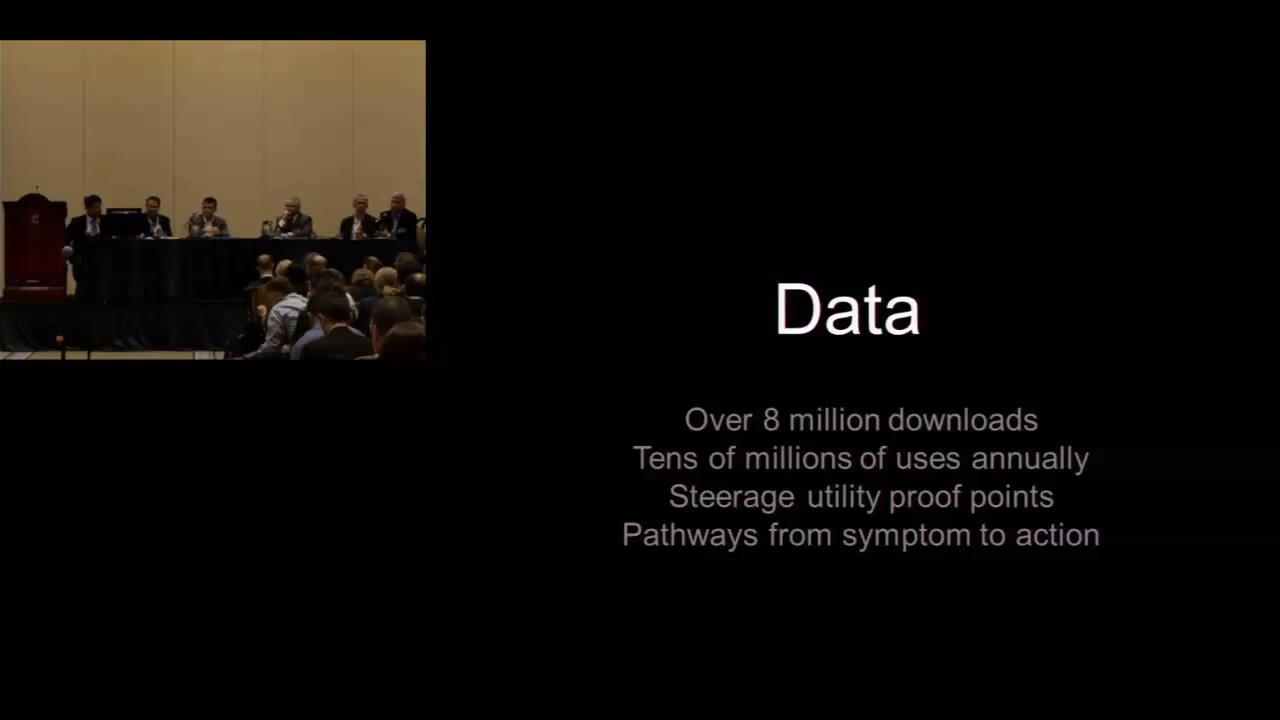 Data
Over 8 million downloads
Tens of millions of uses annually
Steerage utility proof points
Pathways from symptom to action